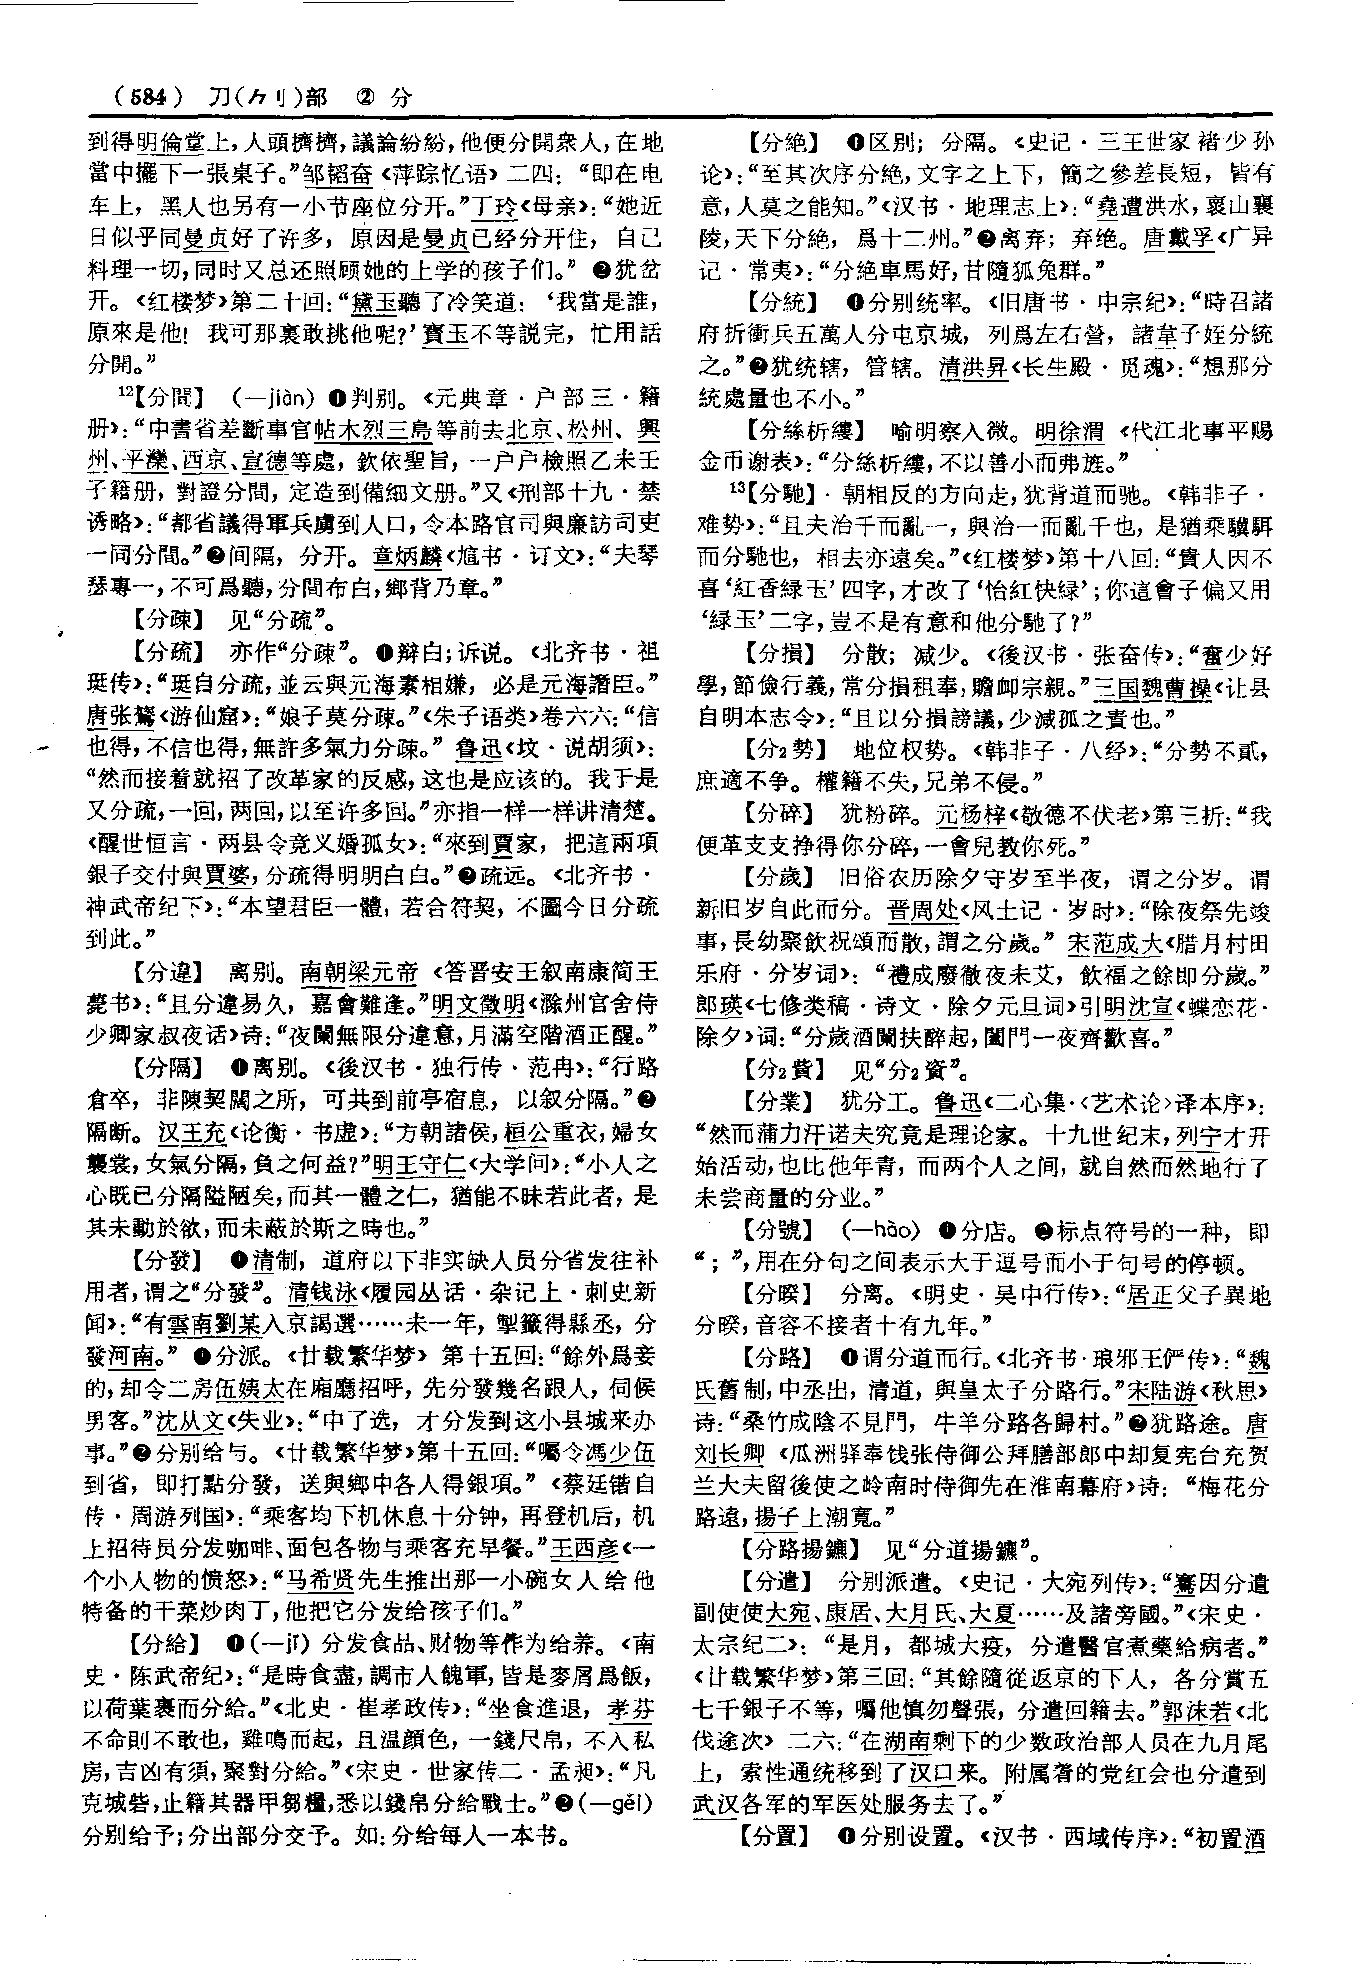 (584) 刀(⺈刂)部 ② 分
到得明倫堂上，人頭擠擠，議論紛紛，他便分開衆人，在地
當中擺下一張桌子。”邹韬奋《萍踪忆语》二四：“即在电
车上，黑人也另有一小节座位分开。”丁玲《母亲》：“她近
日似乎同曼贞好了许多，原因是曼贞已经分开住，自己
料理一切，同时又总还照顾她的上学的孩子们。”❷犹岔
开。《红楼梦》第二十回：“黛玉聽了冷笑道：‘我當是誰，
原來是他！我可那裏敢挑他呢？’寶玉不等説完，忙用話
分開。”
12【分間】 (—jiàn) ❶判别。《元典章·户部三·籍
册》：“中書省差斷事官帖木烈三島等前去北京、松州、興
州、平灤、西京、宣德等處，欽依聖旨，一户户檢照乙未壬
子籍册，對證分間，定造到備細文册。”又《刑部十九·禁
诱略》：“都省議得軍兵虜到人口，令本路官司與廉訪司吏
一同分間。”❷间隔，分开。章炳麟《訄书·订文》：“夫琴
瑟專一，不可爲聽，分間布白，鄉背乃章。”
【分疎】 见“分疏”。
【分疏】 亦作“分疎”。❶辩白；诉说。《北齐书·祖
珽传》：“珽自分疏，並云與元海素相嫌，必是元海譖臣。”
唐张鷟《游仙窟》：“娘子莫分疎。”《朱子语类》卷六六：“信
也得，不信也得，無許多氣力分疎。”鲁迅《坟·说胡须》：
“然而接着就招了改革家的反感，这也是应该的。我于是
又分疏，一回，两回，以至许多回。”亦指一样一样讲清楚。
《醒世恒言·两县令竞义婚孤女》：“來到賈家，把這兩項
銀子交付與賈婆，分疏得明明白白。”❷疏远。《北齐书·
神武帝纪下》：“本望君臣一體，若合符契，不圖今日分疏
到此。”
【分違】 离别。南朝梁元帝《答晋安王叙南康简王
薨书》：“且分違易久，嘉會難逢。”明文徵明《滁州官舍侍
少卿家叔夜话》诗：“夜闌無限分違意，月滿空階酒正醒。”
【分隔】 ❶离别。《後汉书·独行传·范冉》：“行路
倉卒，非陳契闊之所，可共到前亭宿息，以叙分隔。”❷
隔断。汉王充《论衡·书虚》：“方朝諸侯，桓公重衣，婦女
襲裳，女氣分隔，負之何益？”明王守仁《大学问》：“小人之
心既已分隔隘陋矣，而其一體之仁，猶能不昧若此者，是
其未動於欲，而未蔽於斯之時也。”
【分發】 ❶清制，道府以下非实缺人员分省发往补
用者，谓之“分發”。清钱泳《履园丛话·杂记上·刺史新
闻》：“有雲南劉某入京謁選……未一年，掣籤得縣丞，分
發河南。”❶分派。《廿载繁华梦》第十五回：“餘外爲妾
的，却令二房伍姨太在廂廳招呼，先分發幾名跟人，伺候
男客。”沈从文《失业》：“中了选，才分发到这小县城来办
事。”❷分别给与。《廿载繁华梦》第十五回：“囑令馮少伍
到省，即打點分發，送與鄉中各人得銀項。”《蔡廷锴自
传·周游列国》：“乘客均下机休息十分钟，再登机后，机
上招待员分发咖啡、面包各物与乘客充早餐。”王西彦《一
个小人物的愤怒》：“马希贤先生推出那一小碗女人给他
特备的干菜炒肉丁，他把它分发给孩子们。”
【分給】 ❶(—jǐ) 分发食品、财物等作为给养。《南
史·陈武帝纪》：“是時食盡，調市人餽軍，皆是麥屑爲飯，
以荷葉裹而分給。”《北史·崔孝政传》：“坐食進退，孝芬
不命則不敢也，雞鳴而起，且温顔色，一錢尺帛，不入私
房，吉凶有須，聚對分給。”《宋史·世家传二·孟昶》：“凡
克城砦，止籍其器甲芻糧，悉以錢帛分給戰士。”❷(—gěi)
分别给予；分出部分交予。如：分给每人一本书。
【分絶】 ❶区别；分隔。《史记·三王世家褚少孙
论》：“至其次序分絶，文字之上下，簡之參差長短，皆有
意，人莫之能知。”《汉书·地理志上》：“堯遭洪水，褱山襄
陵，天下分絶，爲十二州。”❷离弃；弃绝。唐戴孚《广异
记·常夷》：“分絶車馬好，甘隨狐兔群。”
【分統】 ❶分别统率。《旧唐书·中宗纪》：“時召諸
府折衝兵五萬人分屯京城，列爲左右營，諸韋子姪分統
之。”❷犹统辖，管辖。清洪昇《长生殿·觅魂》：“想那分
統處量也不小。”
【分絲析縷】 喻明察入微。明徐渭《代江北事平赐
金币谢表》：“分絲析縷，不以善小而弗旌。”
13【分馳】 朝相反的方向走，犹背道而驰。《韩非子·
难势》：“且夫治千而亂一，與治一而亂千也，是猶乘驥駬
而分馳也，相去亦遠矣。”《红楼梦》第十八回：“貴人因不
喜‘紅香緑玉’四字，才改了‘怡紅快緑’；你這會子偏又用
‘緑玉’二字，豈不是有意和他分馳了？”
【分損】 分散；减少。《後汉书·张奋传》：“奮少好
學，節儉行義，常分損租奉，贍卹宗親。”三国魏曹操《让县
自明本志令》：“且以分損謗議，少減孤之責也。”
【分₂勢】 地位权势。《韩非子·八经》：“分勢不貳，
庶適不争。權籍不失，兄弟不侵。”
【分碎】 犹粉碎。元杨梓《敬德不伏老》第三折：“我
便革支支挣得你分碎，一會兒教你死。”
【分歲】 旧俗农历除夕守岁至半夜，谓之分岁。谓
新旧岁自此而分。晋周处《风土记·岁时》：“除夜祭先竣
事，長幼聚飲祝頌而散，謂之分歲。”宋范成大《腊月村田
乐府·分岁词》：“禮成廢徹夜未艾，飲福之餘即分歲。”
郎瑛《七修类稿·诗文·除夕元旦词》引明沈宣《蝶恋花·
除夕》词：“分歲酒闌扶醉起，闔門一夜齊歡喜。”
【分₂貲】 见“分₂資”。
【分業】 犹分工。鲁迅《二心集·〈艺术论〉译本序》：
“然而蒲力汗诺夫究竟是理论家。十九世纪末，列宁才开
始活动，也比他年青，而两个人之间，就自然而然地行了
未尝商量的分业。”
【分號】 (—hào) ❶分店。❷标点符号的一种，即
“；”，用在分句之间表示大于逗号而小于句号的停顿。
【分暌】 分离。《明史·吴中行传》：“居正父子異地
分暌，音容不接者十有九年。”
【分路】 ❶谓分道而行。《北齐书·琅邪王俨传》：“魏
氏舊制，中丞出，清道，與皇太子分路行。”宋陆游《秋思》
诗：“桑竹成陰不見門，牛羊分路各歸村。”❷犹路途。唐
刘长卿《瓜洲驿奉饯张侍御公拜膳部郎中却复宪台充贺
兰大夫留後使之岭南时侍御先在淮南幕府》诗：“梅花分
路遠，揚子上潮寬。”
【分路揚鑣】 见“分道揚鑣”。
【分遣】 分别派遣。《史记·大宛列传》：“騫因分遣
副使使大宛、康居、大月氏、大夏……及諸旁國。”《宋史·
太宗纪二》：“是月，都城大疫，分遣醫官煮藥給病者。”
《廿载繁华梦》第三回：“其餘隨從返京的下人，各分賞五
七千銀子不等，囑他慎勿聲張，分遣回籍去。”郭沫若《北
伐途次》二六：“在湖南剩下的少数政治部人员在九月尾
上，索性通统移到了汉口来。附属着的党红会也分遣到
武汉各军的军医处服务去了。”
【分置】 ❶分别设置。《汉书·西域传序》：“初置酒